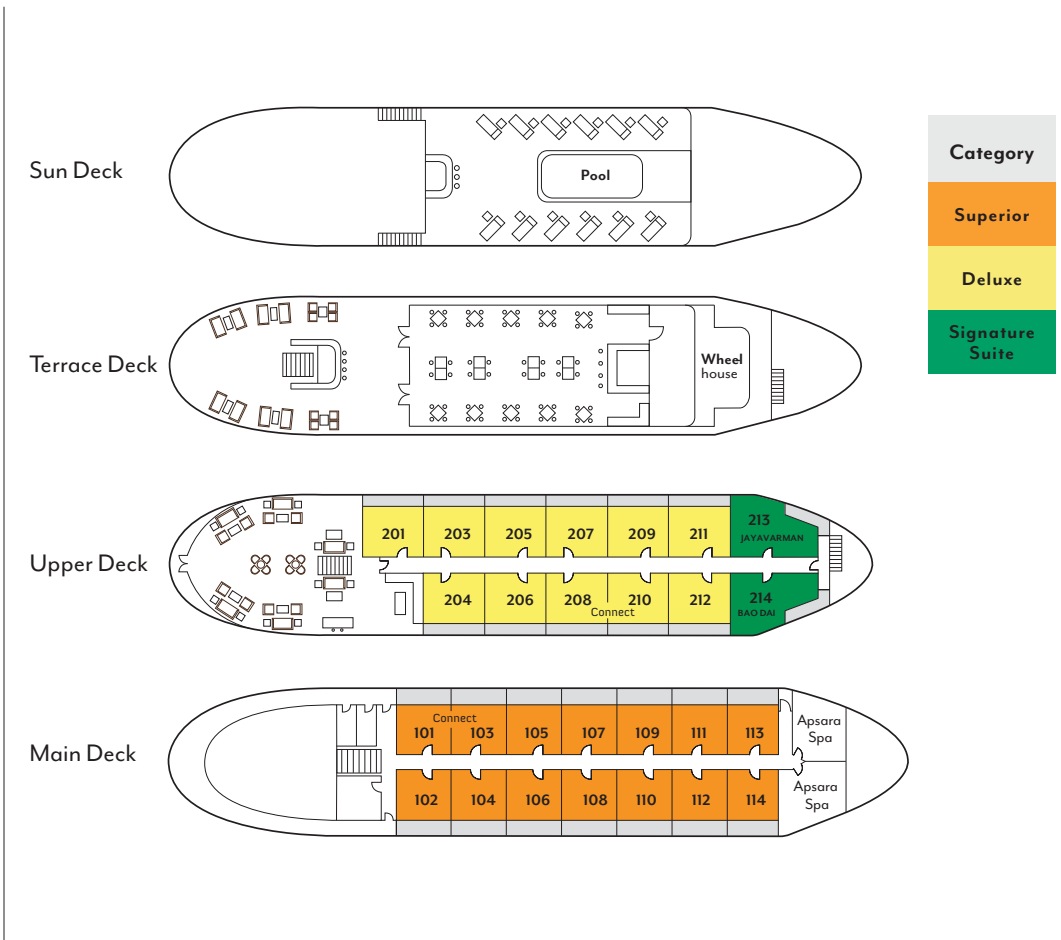 Sun Deck
Pool
Category
Superior
Deluxe
Signature
Suite
Terrace Deck
Wheel
house
Upper Deck
201 203 205 207 209 211 213
JAYAVARMAN
204 206 208 210 212 214
Connect
BAO DAI
Main Deck
Connect
101 103 105 107 109 111 113
Apsara
Spa
102 104 106 108 110 112 114
Apsara
Spa